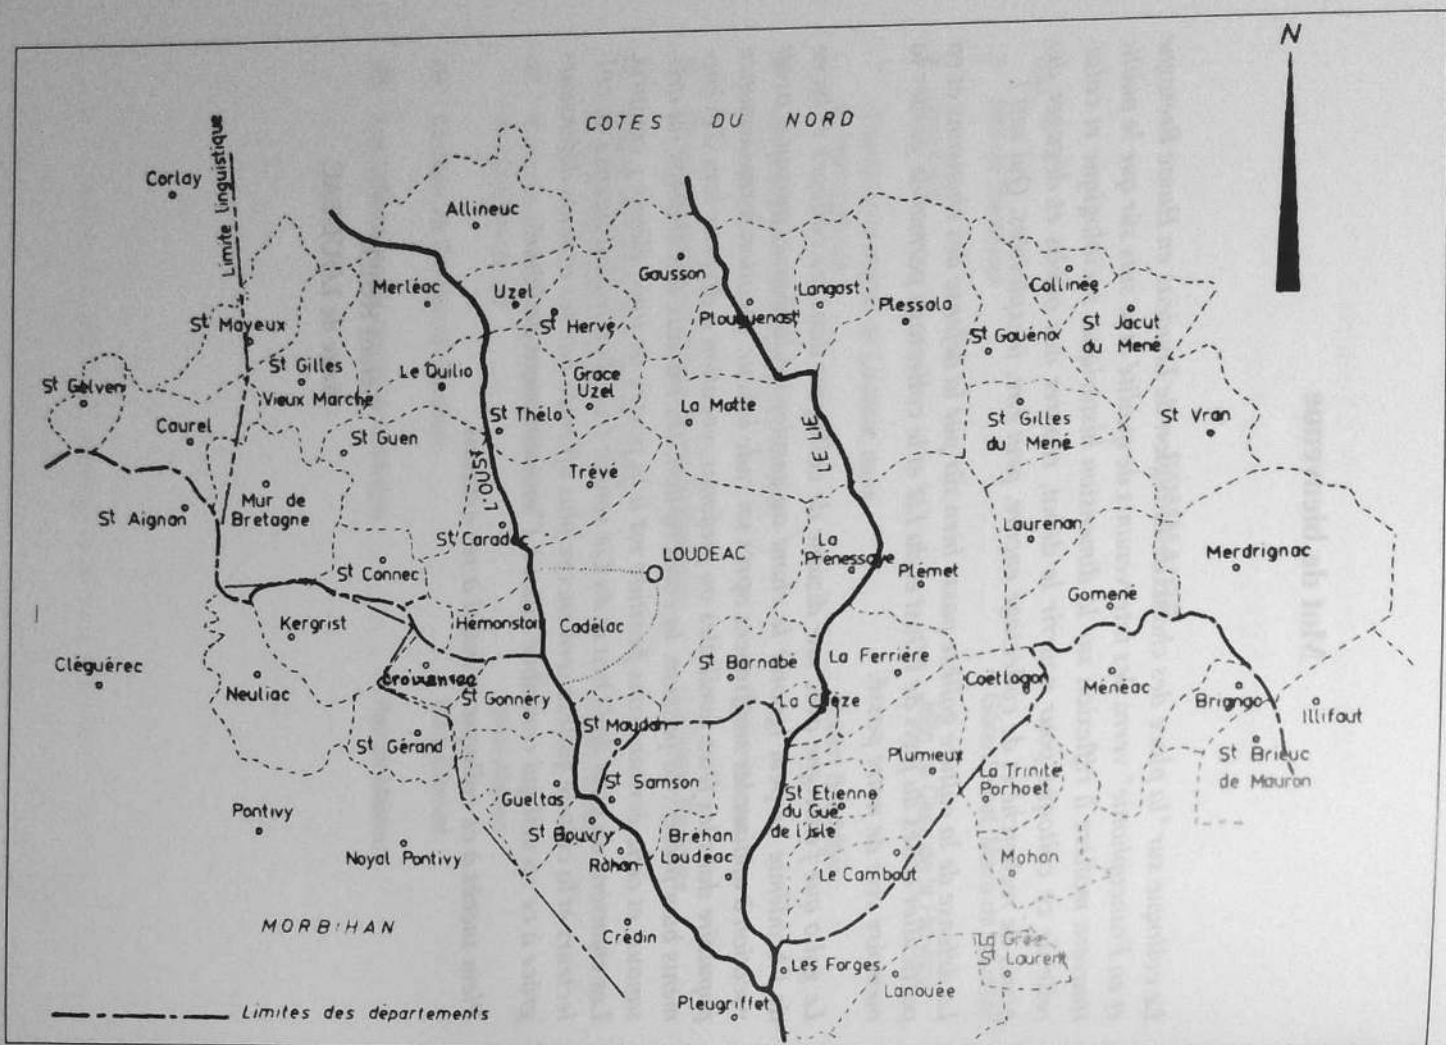 N
COTES DU NORD
Limite linguistique
Corlay
Allineuc
Gausson
Collinée
Merléac
Uzel
Langast
Plessala
St Hervé
Plouguenast
St Jacut
du Mené
St Mayeux
St Gouéno
St Gilles
Vieux Marché
Le Quilio
Grace
Uzel
St Gelven
La Motte
St Thélo
St Gilles
du Mené
St Vran
Caurel
St Guen
LE LIE
L'OUST
Trévé
Mur de
Bretagne
St Aignan
Laurenan
St Caradec
La
Prénessaye
Merdrignac
LOUDEAC
St Connec
Plémet
Gomené
Kergrist
Hémonstoir
Cadélac
Cléguérec
St Barnabé
La Ferrière
Neuliac
Croixanvec
Coëtlogon
Ménéac
St Gonnéry
La Chèze
Brignac
Illifaut
St Maudan
St Gérand
Plumieux
St Brieuc
de Mauron
St Samson
La Trinité
Porhoet
Gueltas
St Etienne
du Gué
de l'isle
Pontivy
St Gouvry
Bréhan
Loudéac
Rohan
Noyal Pontivy
Mohon
Le Cambout
MORBIHAN
Crédin
La Grée
St Laurent
Les Forges
Lanouée
Pleugriffet
Limites des départements